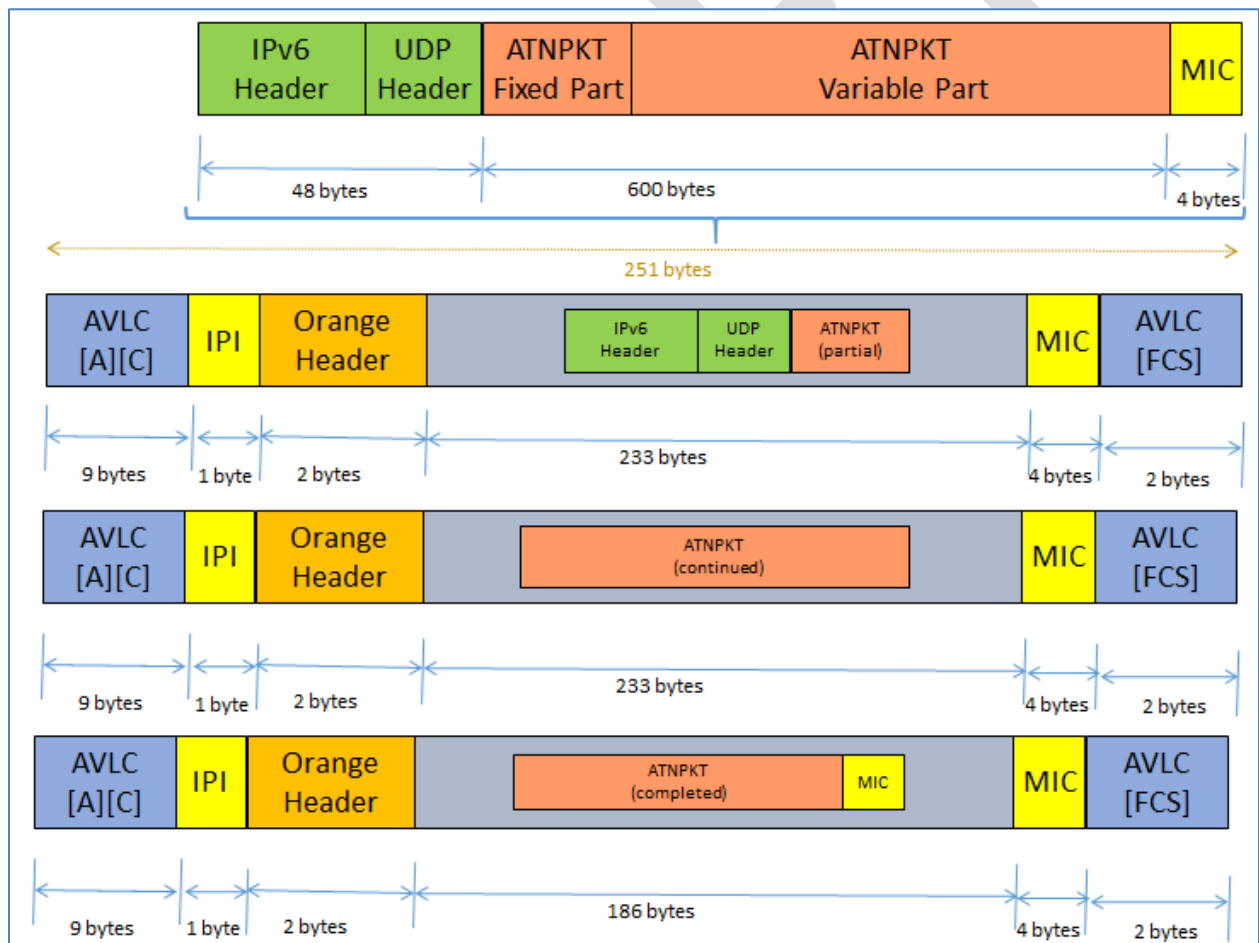 IPv6
Header
UDP
Header
ATNPKT
Fixed Part
ATNPKT
Variable Part
MIC
48 bytes
600 bytes
4 bytes
251 bytes
AVLC
[A][C]
IPI
Orange
Header
IPv6
Header
UDP
Header
ATNPKT
(partial)
MIC
AVLC
[FCS]
9 bytes
1 byte
2 bytes
233 bytes
4 bytes
2 bytes
AVLC
[A][C]
IPI
Orange
Header
ATNPKT
(continued)
MIC
AVLC
[FCS]
9 bytes
1 byte
2 bytes
233 bytes
4 bytes
2 bytes
AVLC
[A][C]
IPI
Orange
Header
ATNPKT
(completed)
MIC
MIC
AVLC
[FCS]
9 bytes
1 byte
2 bytes
186 bytes
4 bytes
2 bytes